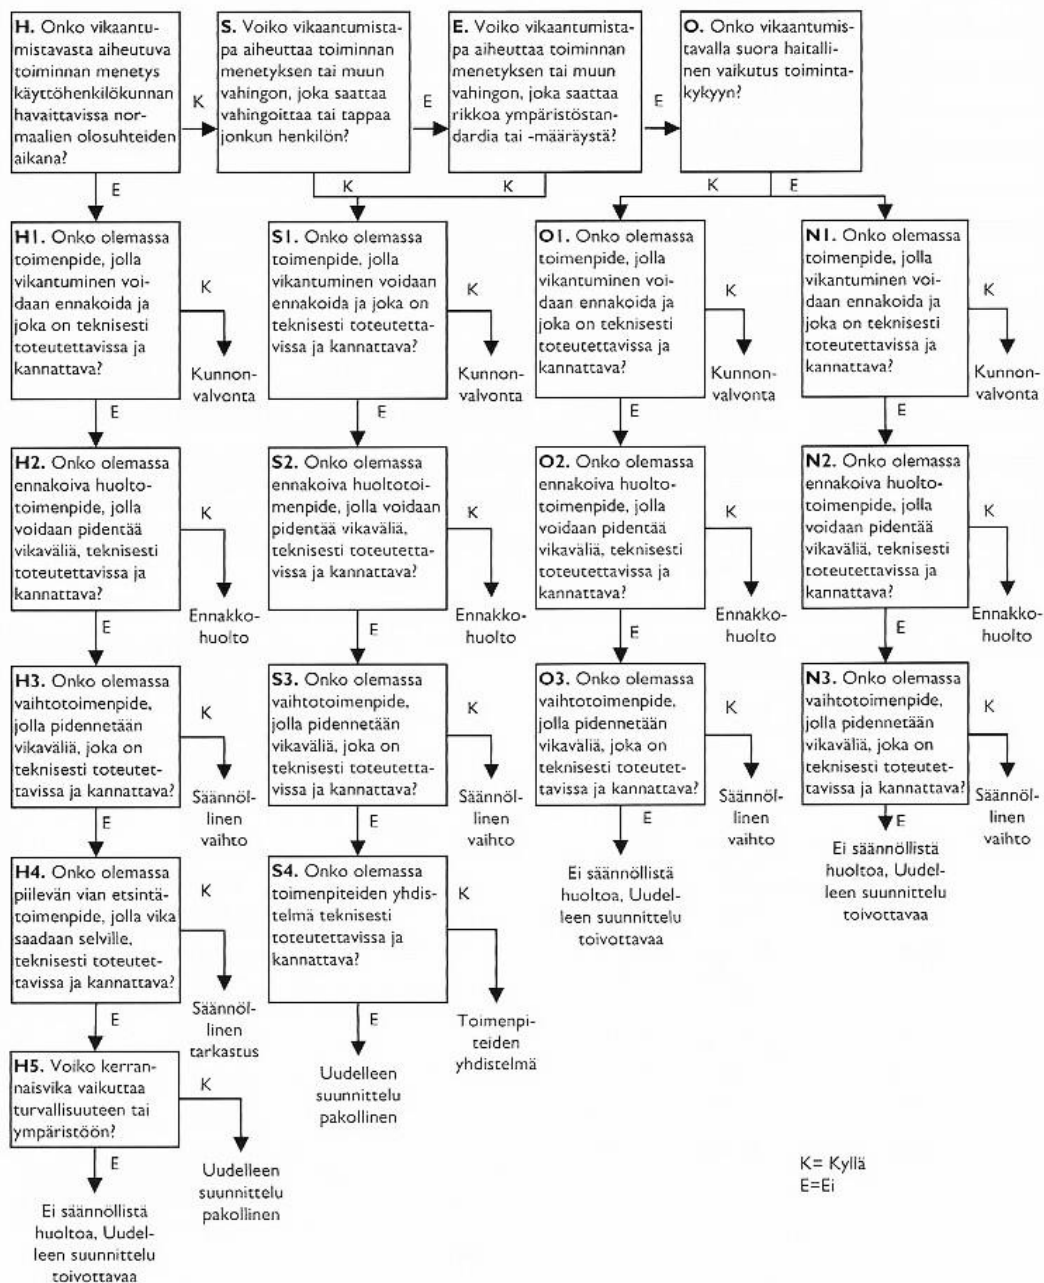 H. Onko vikaantu-
mistavasta aiheutuva
toiminnan menetys
käyttöhenkilökunnan
havaittavissa nor-
maalien olosuhteiden
aikana?
K
S. Voiko vikaantumista-
pa aiheuttaa toiminnan
menetyksen tai muun
vahingon, joka saattaa
vahingoittaa tai tappaa
jonkun henkilön?
E
E. Voiko vikaantumista-
pa aiheuttaa toiminnan
menetyksen tai muun
vahingon, joka saattaa
rikkoa ympäristöstan-
dardia tai -määräystä?
E
O. Onko vikaantumis-
tavalla suora haitalli-
nen vaikutus toiminta-
kykyyn?
E
K
K
K
E
H1. Onko olemassa
toimenpide, jolla
vikantuminen voi-
daan ennakoida ja
joka on teknisesti
toteutettavissa ja
kannattava?
K
Kunnon-
valvonta
S1. Onko olemassa
toimenpide, jolla
vikantuminen voidaan
ennakoida ja joka on
teknisesti toteutetta-
vissa ja kannattava?
K
Kunnon-
valvonta
O1. Onko olemassa
toimenpide, jolla
vikantuminen voi-
daan ennakoida ja
joka on teknisesti
toteutettavissa ja
kannattava?
K
Kunnon-
valvonta
N1. Onko olemassa
toimenpide, jolla
vikantuminen voi-
daan ennakoida ja
joka on teknisesti
toteutettavissa ja
kannattava?
K
Kunnon-
valvonta
E
E
E
E
H2. Onko olemassa
ennakoiva huolto-
toimenpide, jolla
voidaan pidentää
vikaväliä, teknisesti
toteutettavissa ja
kannattava?
K
Ennakko-
huolto
S2. Onko olemassa
ennakoiva huoltotoi-
menpide, jolla voidaan
pidentää vikaväliä,
teknisesti toteutetta-
vissa ja kannattava?
K
Ennakko-
huolto
O2. Onko olemassa
ennakoiva huolto-
toimenpide, jolla
voidaan pidentää
vikaväliä, teknisesti
toteutettavissa ja
kannattava?
K
Ennakko-
huolto
N2. Onko olemassa
ennakoiva huolto-
toimenpide, jolla
voidaan pidentää
vikaväliä, teknisesti
toteutettavissa ja
kannattava?
K
Ennakko-
huolto
E
E
E
E
H3. Onko olemassa
vaihtotoimenpide,
jolla pidennetään
vikaväliä, joka on
teknisesti toteutet-
tavissa ja kannattava?
K
Säännöl-
linen
vaihto
S3. Onko olemassa
vaihtotoimenpide,
jolla pidennetään
vikaväliä, joka on
teknisesti toteutetta-
vissa ja kannattava?
K
Säännöl-
linen
vaihto
O3. Onko olemassa
vaihtotoimenpide,
jolla pidennetään
vikaväliä, joka on
teknisesti toteutet-
tavissa ja kannattava?
K
Säännöl-
linen
vaihto
N3. Onko olemassa
vaihtotoimenpide,
jolla pidennetään
vikaväliä, joka on
teknisesti toteutet-
tavissa ja kannattava?
K
Säännöl-
linen
vaihto
E
E
E
Ei säännöllistä
huoltoa, Uudel-
leen suunnittelu
toivottavaa
E
Ei säännöllistä
huoltoa, Uudel-
leen suunnittelu
toivottavaa
H4. Onko olemassa
piilevän vian etsintä-
toimenpide, jolla vika
saadaan selville,
teknisesti toteutet-
tavissa ja kannattava?
K
Säännöl-
linen
tarkastus
S4. Onko olemassa
toimenpiteiden yhdis-
telmä teknisesti
toteutettavissa ja
kannattava?
K
Toimenpi-
teiden
yhdistelmä
E
E
Uudelleen
suunnittelu
pakollinen
H5. Voiko kerran-
naisvika vaikuttaa
turvallisuuteen tai
ympäristöön?
K
Uudelleen
suunnittelu
pakollinen
E
Ei säännöllistä
huoltoa, Uudel-
leen suunnittelu
toivottavaa
K= Kyllä
E=Ei